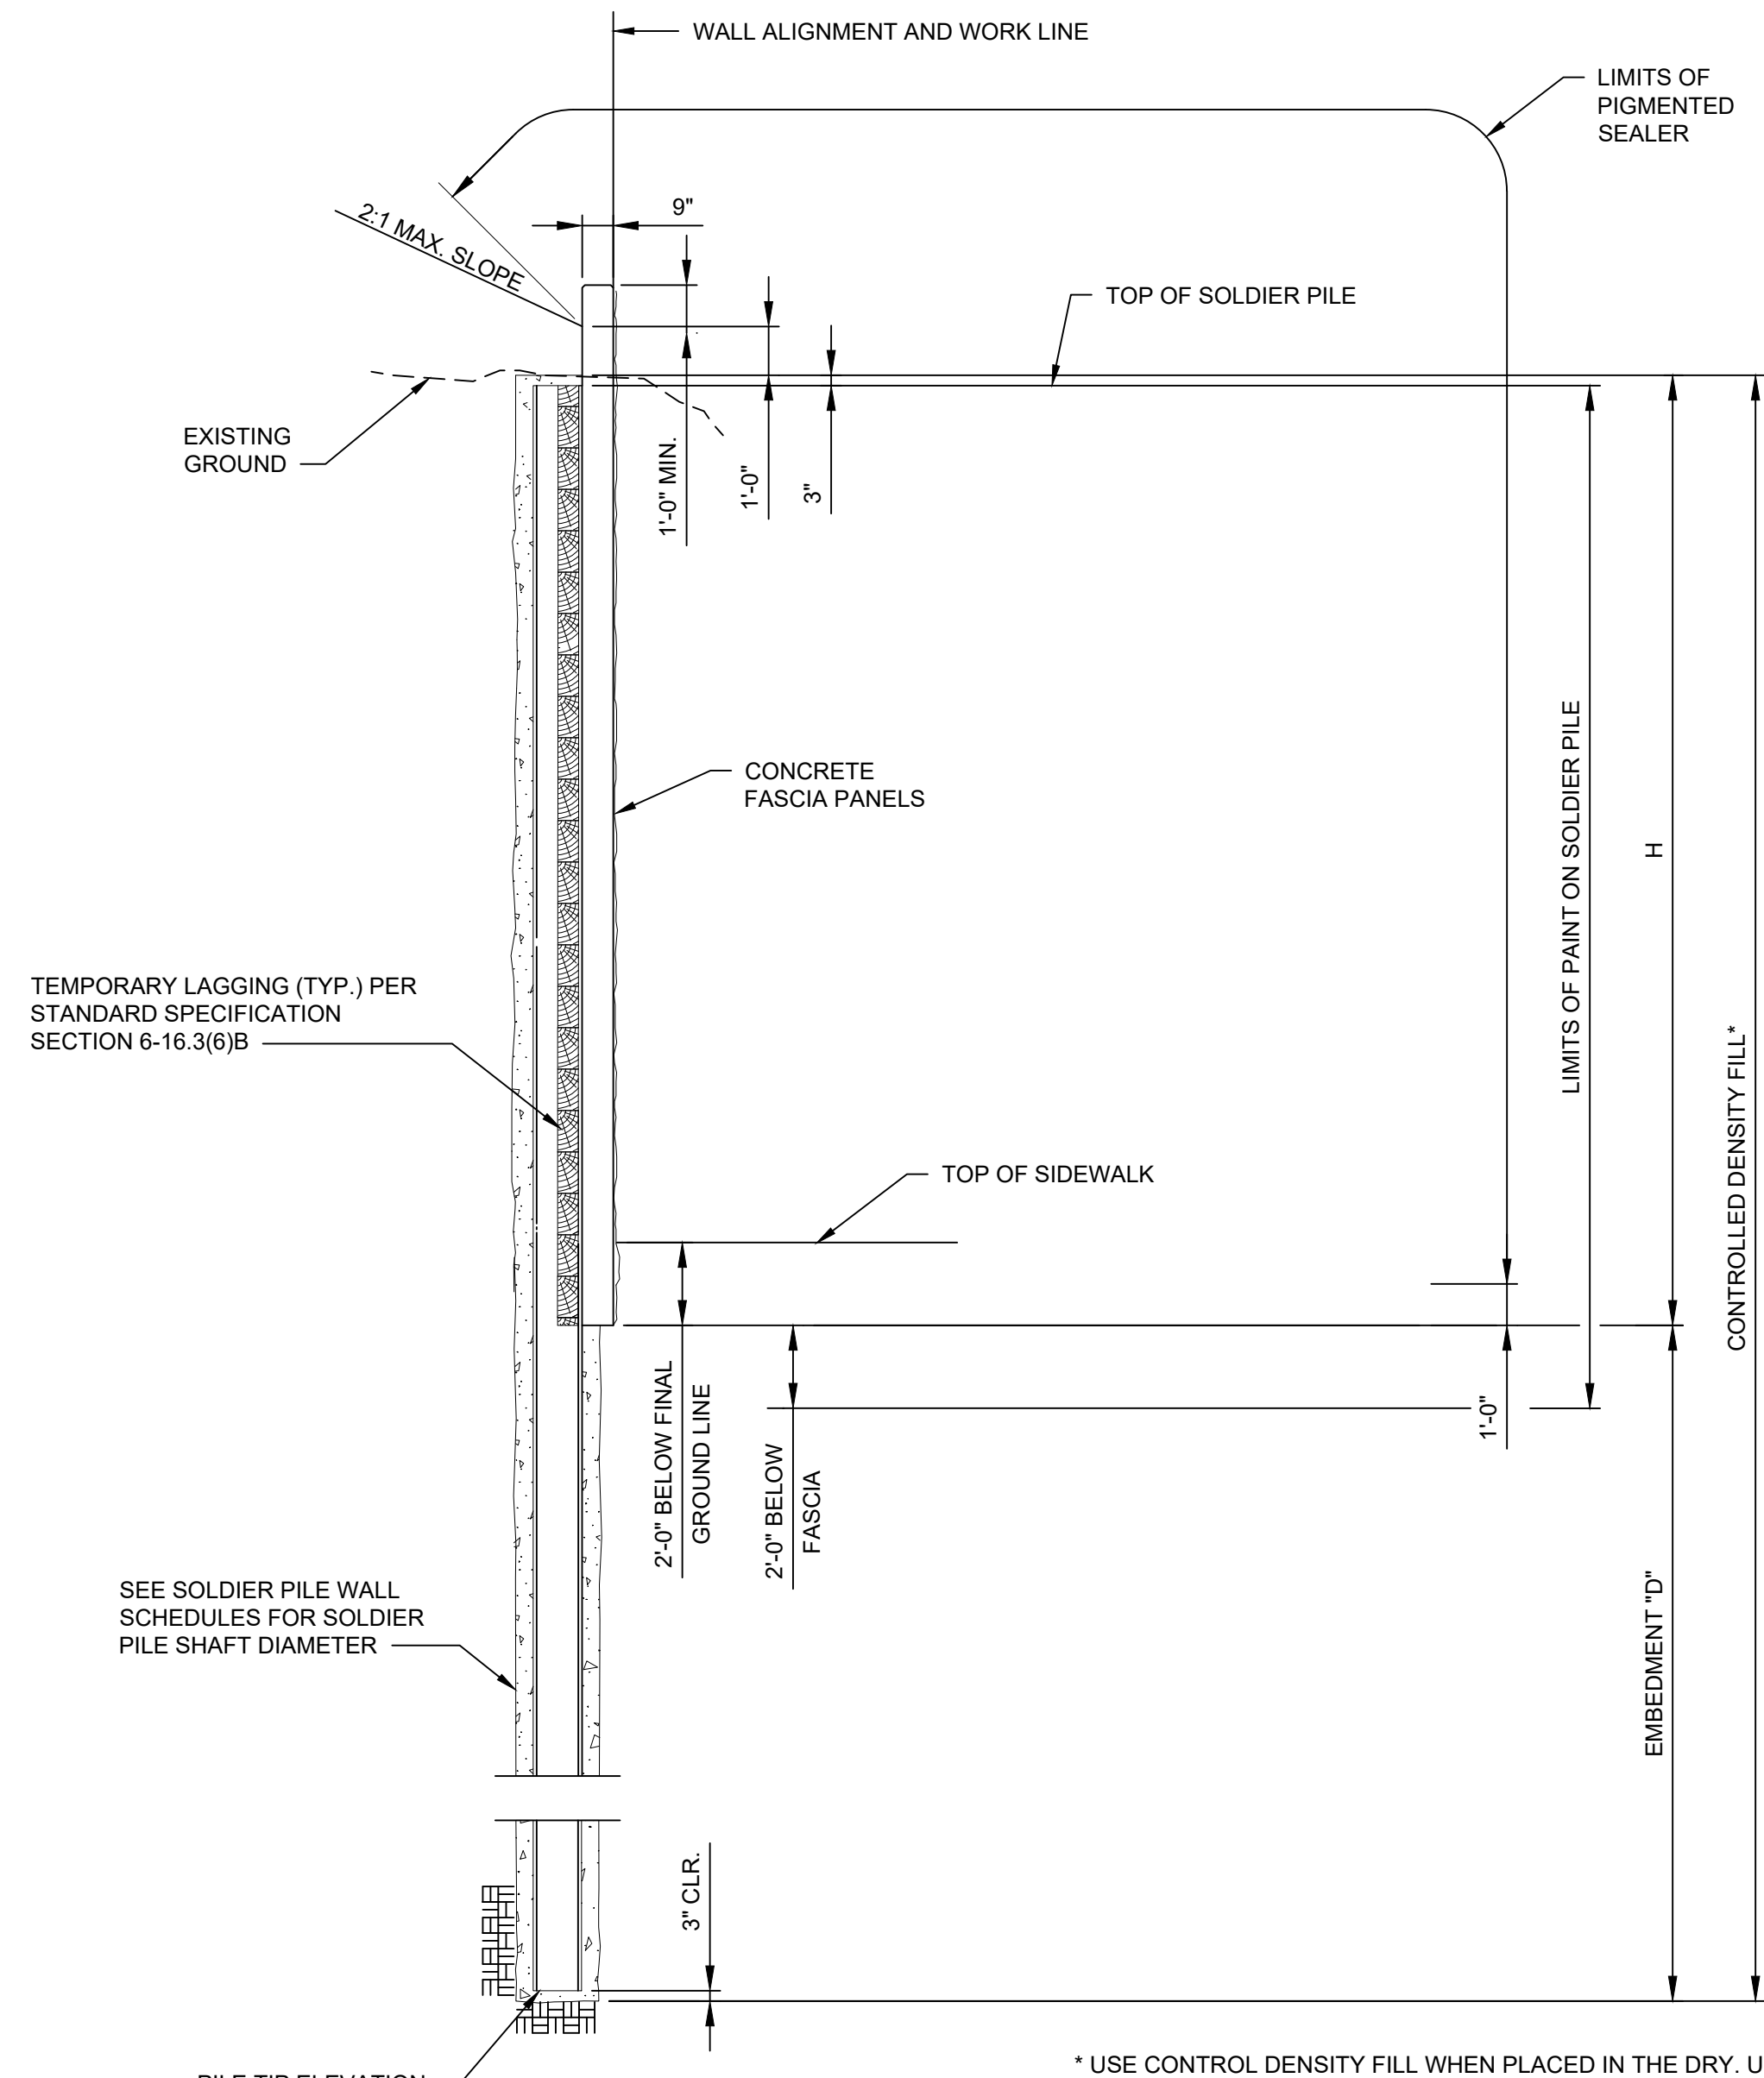 WALL ALIGNMENT AND WORK LINE
LIMITS OF
PIGMENTED
SEALER
2:1 MAX. SLOPE
9"
TOP OF SOLDIER PILE
EXISTING
GROUND
1'-0" MIN.
1'-0"
3"
CONCRETE
FASCIA PANELS
LIMITS OF PAINT ON SOLDIER PILE
H
CONTROLLED DENSITY FILL*
TEMPORARY LAGGING (TYP.) PER
STANDARD SPECIFICATION
SECTION 6-16.3(6)B
TOP OF SIDEWALK
2'-0" BELOW FINAL
GROUND LINE
2'-0" BELOW
FASCIA
1'-0"
SEE SOLDIER PILE WALL
SCHEDULES FOR SOLDIER
PILE SHAFT DIAMETER
EMBEDMENT "D"
3" CLR.
PILE TIP ELEVATION
* USE CONTROL DENSITY FILL WHEN PLACED IN THE DRY. U